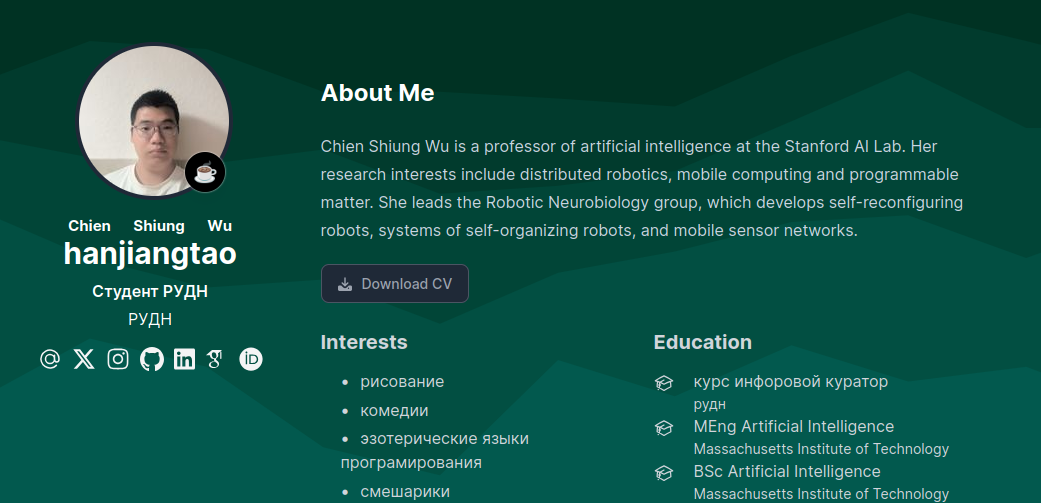 Chien Shiung Wu
hanjiangtao
Студент РУДН
РУДН
About Me
Chien Shiung Wu is a professor of artificial intelligence at the Stanford AI Lab. Her
research interests include distributed robotics, mobile computing and programmable
matter. She leads the Robotic Neurobiology group, which develops self-reconfiguring
robots, systems of self-organizing robots, and mobile sensor networks.
Download CV
Interests
• рисование
• комедии
• эзотерические языки
програмирования
• смешарики
Education
курс инфоровой куратор
рудн
MEng Artificial Intelligence
Massachusetts Institute of Technology
BSc Artificial Intelligence
Massachusetts Institute of Technology